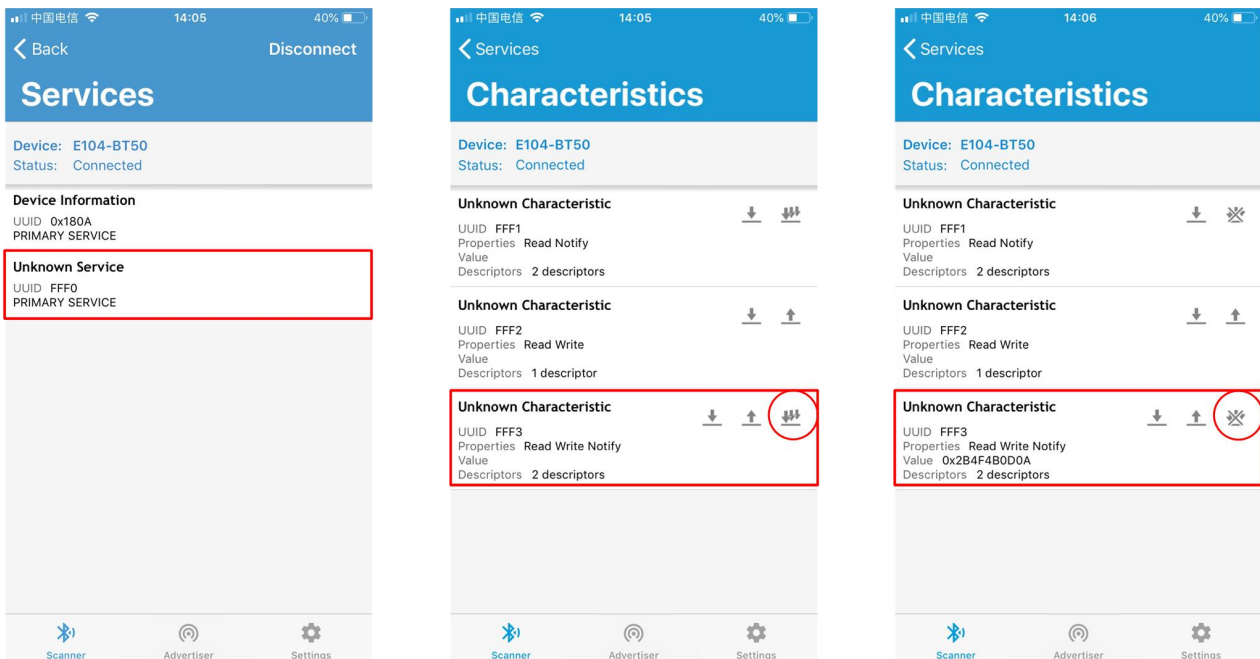 中国电信 14:05 40%
Back Disconnect
Services
Device: E104-BT50
Status: Connected
Device Information
UUID 0x180A
PRIMARY SERVICE
Unknown Service
UUID FFF0
PRIMARY SERVICE
Scanner Advertiser Settings
中国电信 14:05 40%
Services
Characteristics
Device: E104-BT50
Status: Connected
Unknown Characteristic
UUID FFF1
Properties Read Notify
Value
Descriptors 2 descriptors
Unknown Characteristic
UUID FFF2
Properties Read Write
Value
Descriptors 1 descriptor
Unknown Characteristic
UUID FFF3
Properties Read Write Notify
Value
Descriptors 2 descriptors
Scanner Advertiser Settings
中国电信 14:06 40%
Services
Characteristics
Device: E104-BT50
Status: Connected
Unknown Characteristic
UUID FFF1
Properties Read Notify
Value
Descriptors 2 descriptors
Unknown Characteristic
UUID FFF2
Properties Read Write
Value
Descriptors 1 descriptor
Unknown Characteristic
UUID FFF3
Properties Read Write Notify
Value 0x2B4F4B0D0A
Descriptors 2 descriptors
Scanner Advertiser Settings